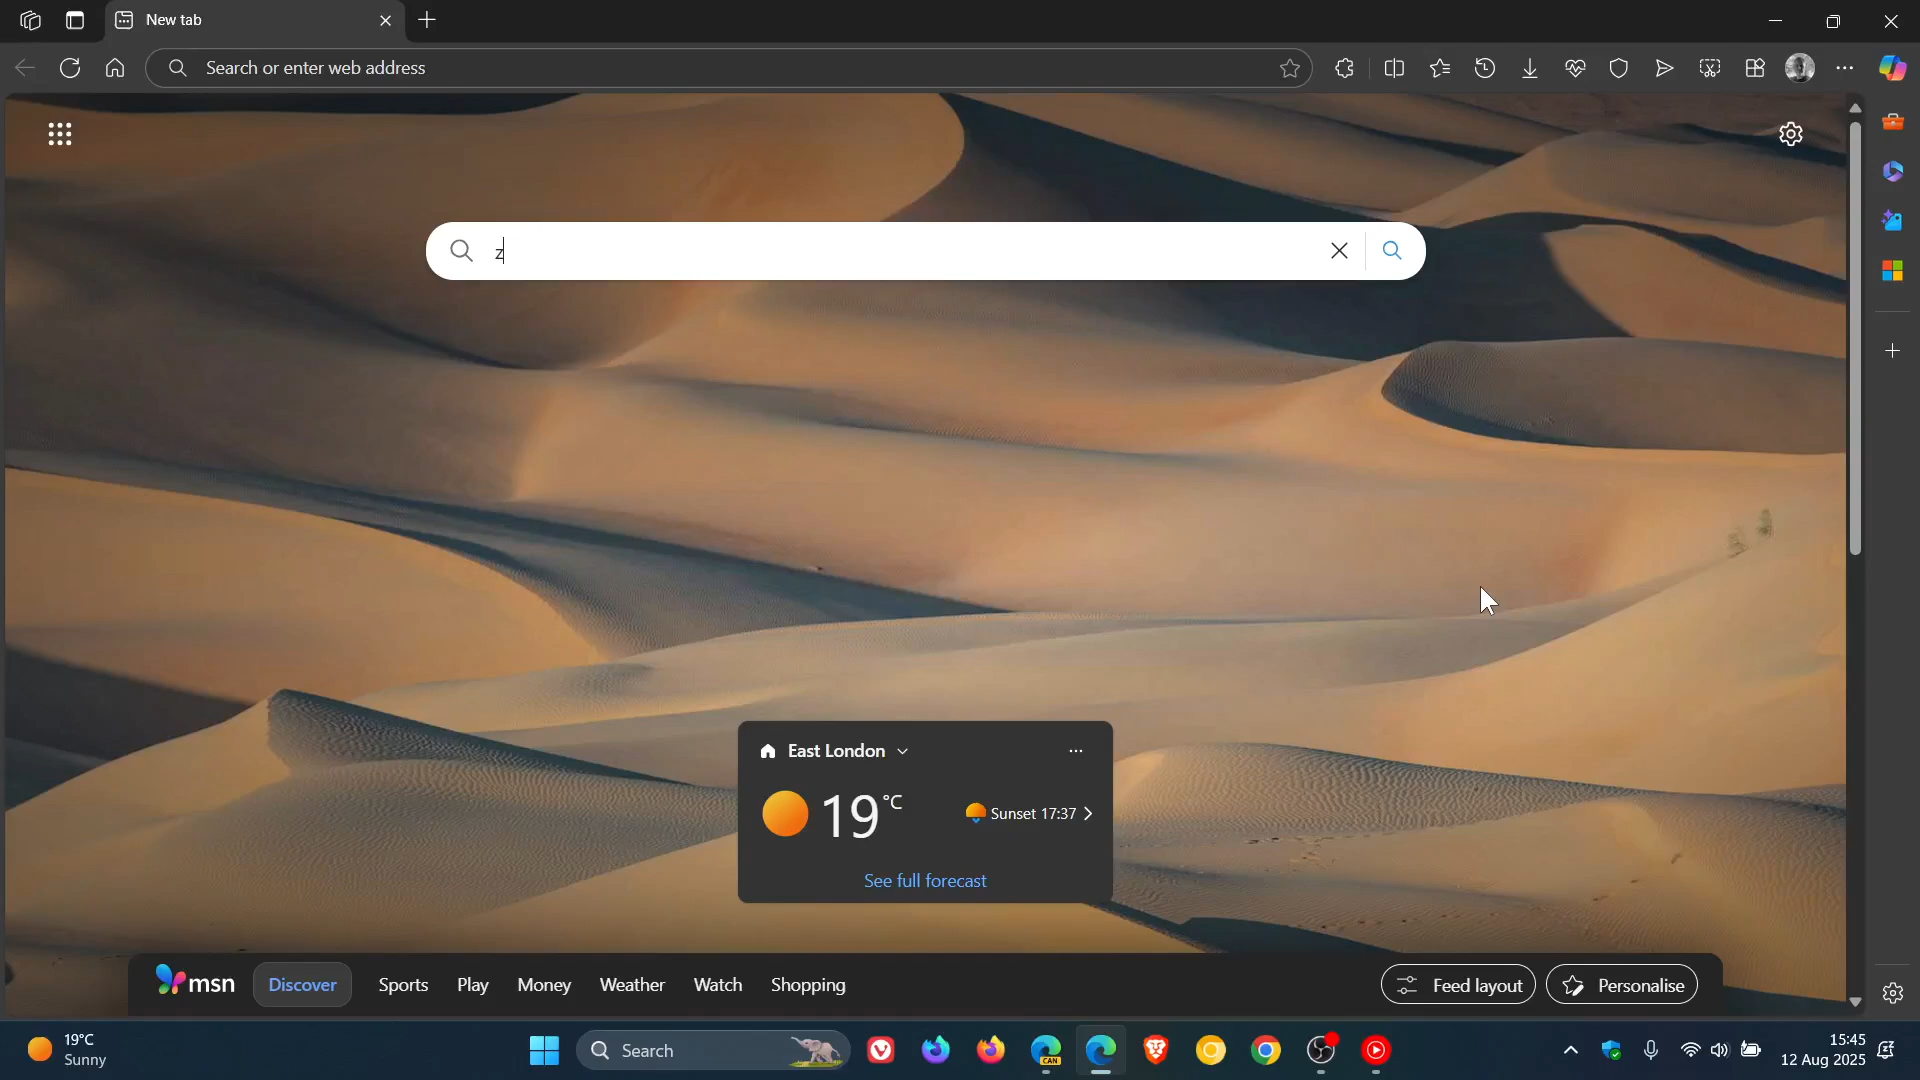 New tab
Search or enter web address
z
East London
19 °C
Sunset 17:37
See full forecast
msn
Discover
Sports
Play
Money
Weather
Watch
Shopping
Feed layout
Personalise
19°C
Sunny
Search
CAN
15:45
12 Aug 2025